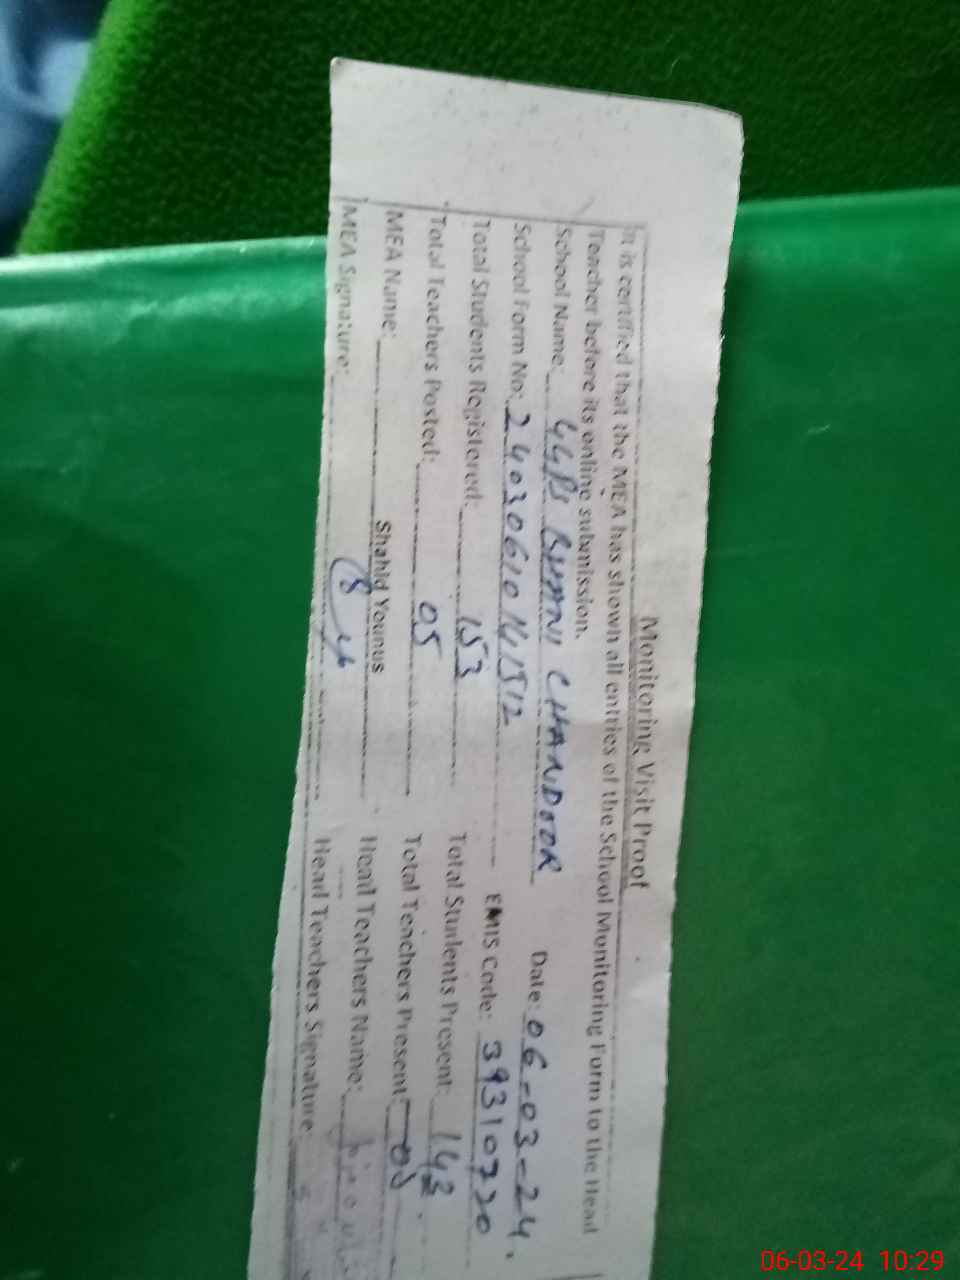 Monitoring Visit Proof
It is certified that the MEA has shown all entries of the School Monitoring Form to the Head
Teacher before its online submission.
School Name: GGPS BHANU CHANDOOR Date: 06-03-24.
School Form No: 2403061 EMIS Code: 39310720
Total Students Registered: 153 Total Students Present: 142
Total Teachers Posted: 05 Total Teachers Present: 05
MEA Name: Shahid Younus Head Teachers Name:
MEA Signature: Head Teachers Signature:
06-03-24 10:29